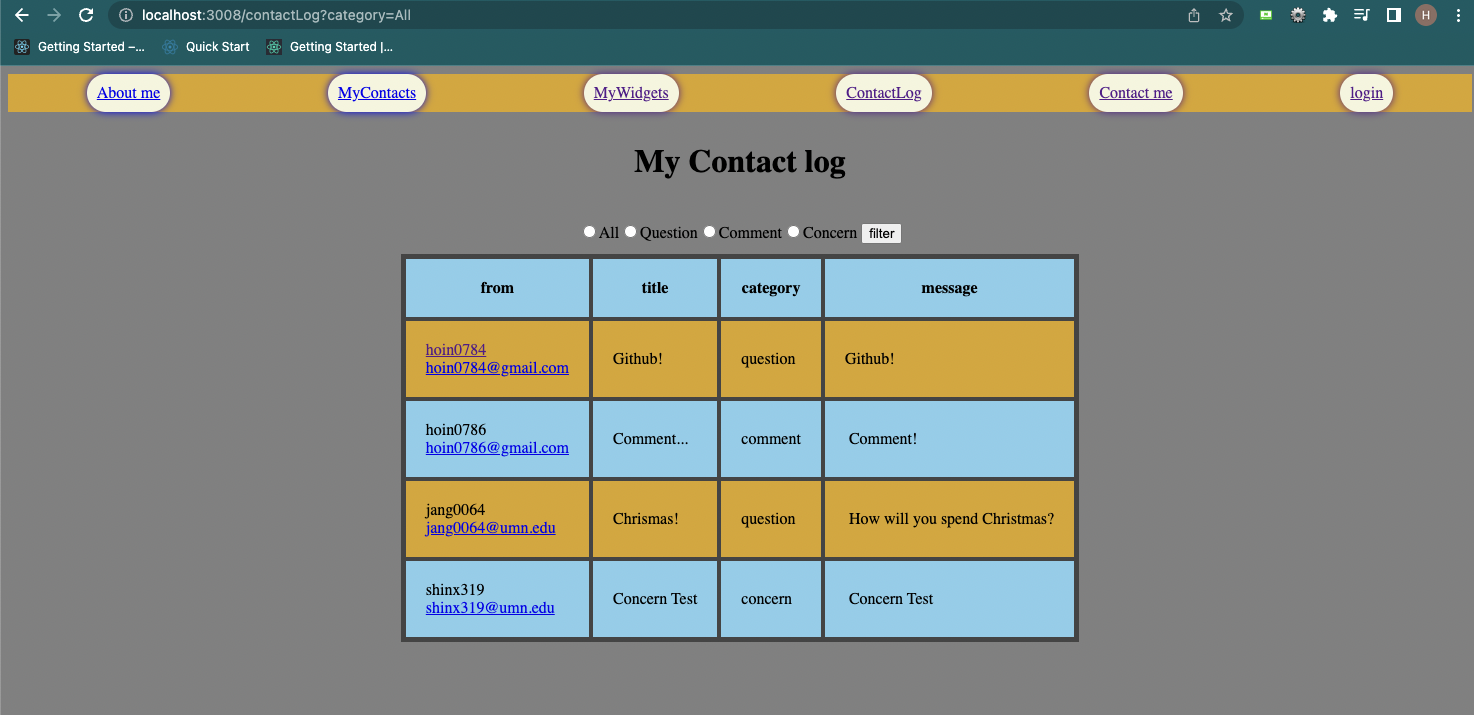 localhost:3008/contactLog?category=All
H
Getting Started –... Quick Start Getting Started |...
About me MyContacts MyWidgets ContactLog Contact me login
My Contact log
All Question Comment Concern filter
from title category message
hoin0784
hoin0784@gmail.com
Github! question Github!
hoin0786
hoin0786@gmail.com
Comment... comment Comment!
jang0064
jang0064@umn.edu
Chrismas! question How will you spend Christmas?
shinx319
shinx319@umn.edu
Concern Test concern Concern Test